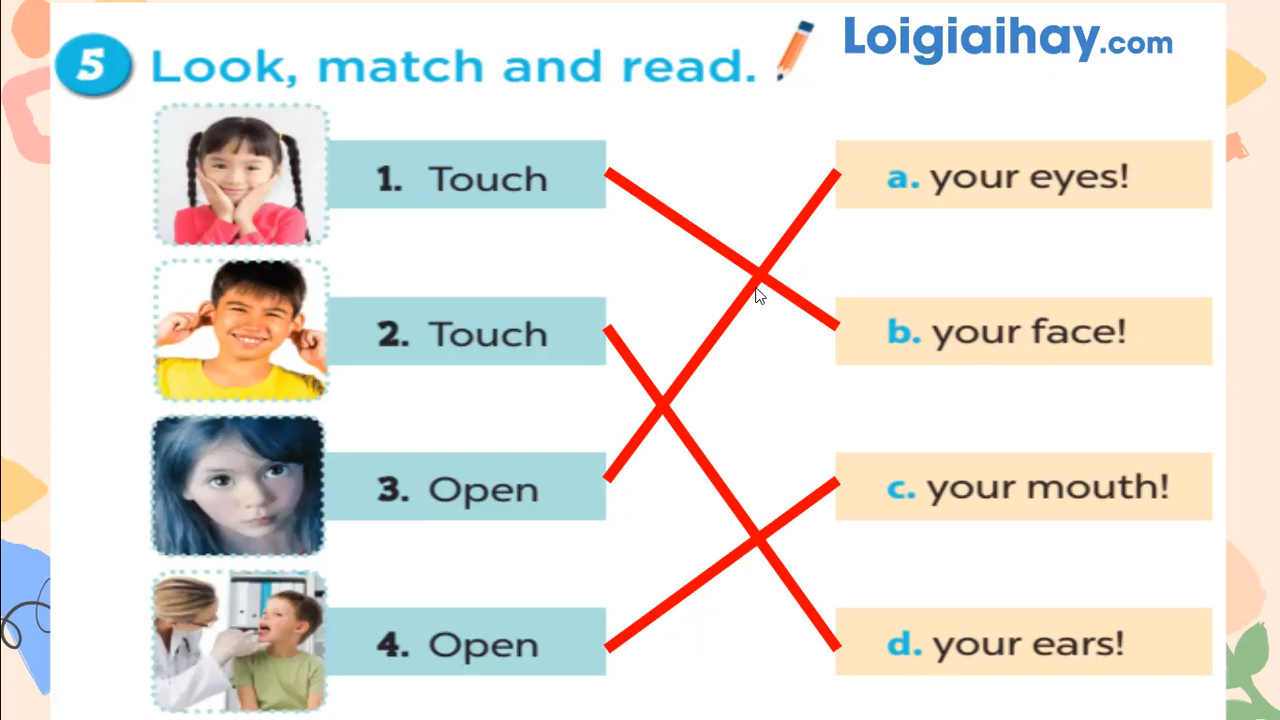 5 Look, match and read.
Loigiaihay.com
1. Touch
a. your eyes!
2. Touch
b. your face!
3. Open
c. your mouth!
4. Open
d. your ears!